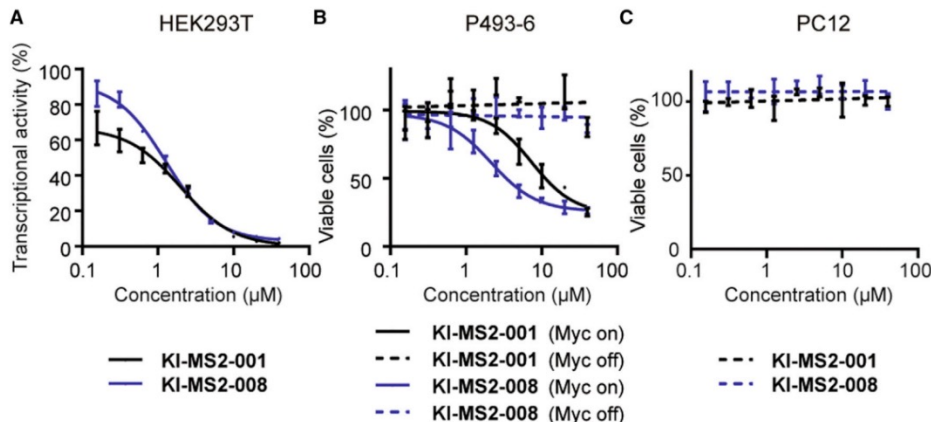 A
HEK293T
Transcriptional activity (%)
100
80
60
40
20
0
0.1
1
10
100
Concentration (µM)
KI-MS2-001
KI-MS2-008
B
P493-6
Viable cells (%)
100
50
0
0.1
1
10
100
Concentration (µM)
KI-MS2-001 (Myc on)
KI-MS2-001 (Myc off)
KI-MS2-008 (Myc on)
KI-MS2-008 (Myc off)
C
PC12
Viable cells (%)
100
50
0
0.1
1
10
100
Concentration (µM)
KI-MS2-001
KI-MS2-008